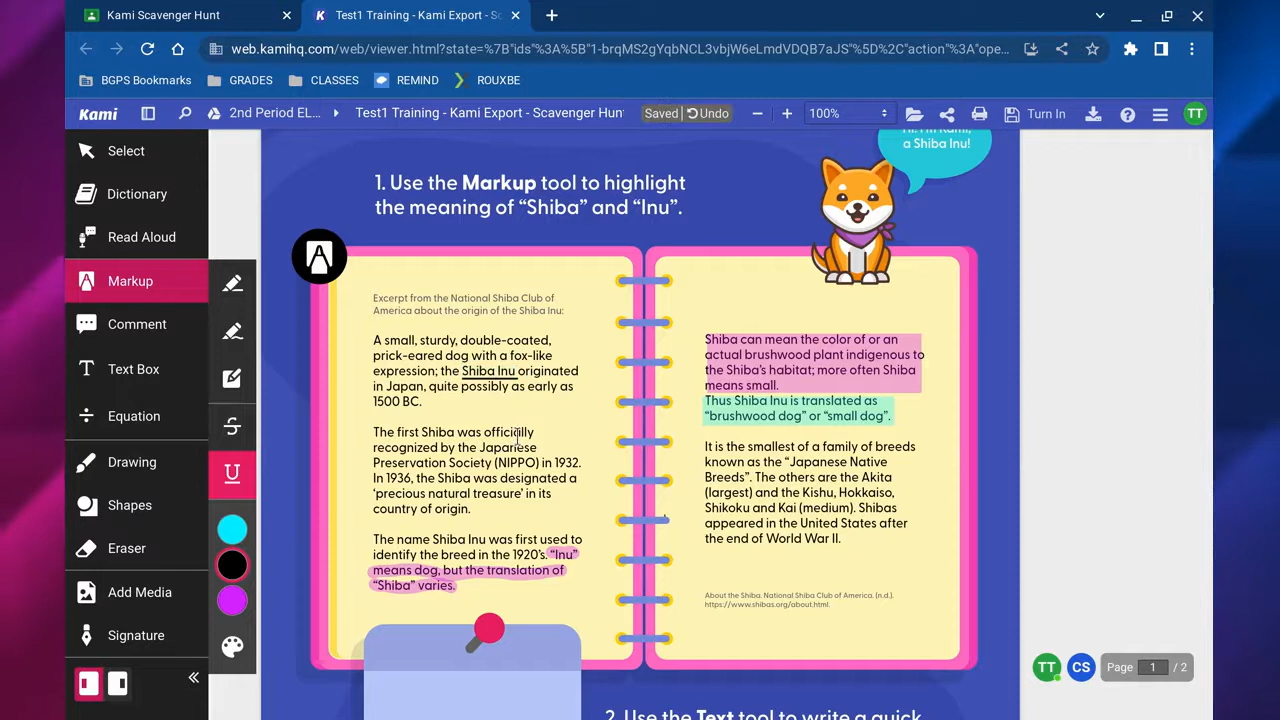 Kami Scavenger Hunt
Test1 Training - Kami Export - Sc
web.kamihq.com/web/viewer.html?state=%7B"ids"%3A%5B"1-brqMS2gYqbNCL3vbjW6eLmdVDQB7aJS"%5D%2C"action"%3A"ope...
BGPS Bookmarks
GRADES
CLASSES
REMIND
ROUXBE
Kami
2nd Period EL...
Test1 Training - Kami Export - Scavenger Hun
Saved
Undo
100%
Turn In
TT
Select
Dictionary
Read Aloud
Markup
Comment
Text Box
Equation
Drawing
Shapes
Eraser
Add Media
Signature
Hi! I'm Kami,
a Shiba Inu!
1. Use the Markup tool to highlight
the meaning of “Shiba” and “Inu”.
Excerpt from the National Shiba Club of
America about the origin of the Shiba Inu:
A small, sturdy, double-coated,
prick-eared dog with a fox-like
expression; the Shiba Inu originated
in Japan, quite possibly as early as
1500 BC.
The first Shiba was officially
recognized by the Japanese
Preservation Society (NIPPO) in 1932.
In 1936, the Shiba was designated a
‘precious natural treasure’ in its
country of origin.
The name Shiba Inu was first used to
identify the breed in the 1920’s. “Inu”
means dog, but the translation of
“Shiba” varies.
Shiba can mean the color of or an
actual brushwood plant indigenous to
the Shiba’s habitat; more often Shiba
means small.
Thus Shiba Inu is translated as
“brushwood dog” or “small dog”.
It is the smallest of a family of breeds
known as the “Japanese Native
Breeds”. The others are the Akita
(largest) and the Kishu, Hokkaiso,
Shikoku and Kai (medium). Shibas
appeared in the United States after
the end of World War II.
About the Shiba. National Shiba Club of America. (n.d.).
https://www.shibas.org/about.html.
TT
CS
Page 1 / 2
2. Use the Text tool to write a quick